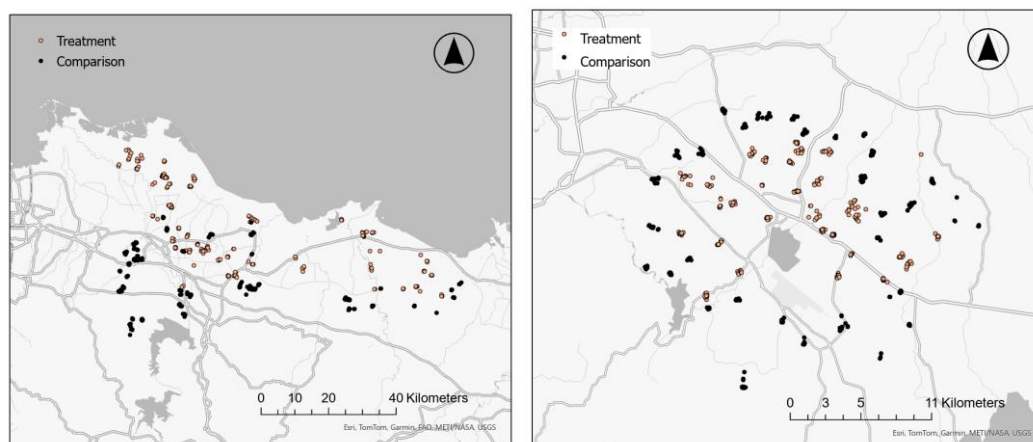 Treatment
Comparison
0 10 20 40 Kilometers
Esri, TomTom, Garmin, FAO, METI/NASA, USGS
Treatment
Comparison
0 3 5 11 Kilometers
Esri, TomTom, Garmin, METI/NASA, USGS